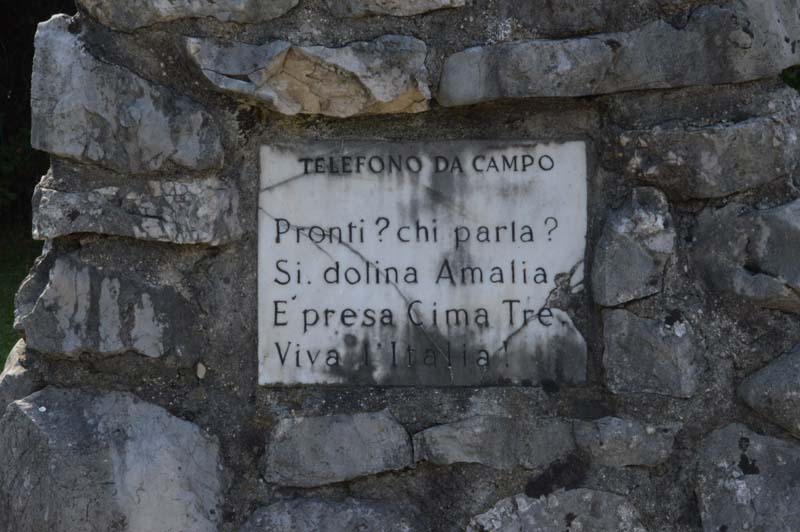 TELEFONO DA CAMPO
Pronti? chi parla?
Si. dolina Amalia
E' presa Cima Tre.
Viva l'Italia!